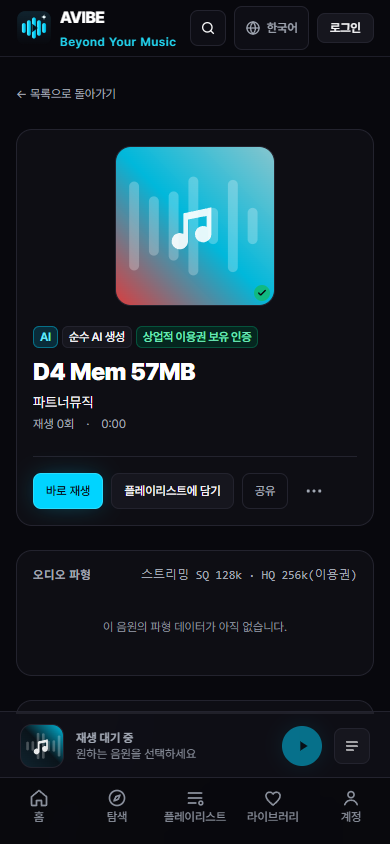 AVIBE
Beyond Your Music
한국어
로그인
← 목록으로 돌아가기
AI
순수 AI 생성
상업적 이용권 보유 인증
D4 Mem 57MB
파트너뮤직
재생 0회 · 0:00
바로 재생
플레이리스트에 담기
공유
오디오 파형
스트리밍 SQ 128k · HQ 256k(이용권)
이 음원의 파형 데이터가 아직 없습니다.
재생 대기 중
원하는 음원을 선택하세요
홈
탐색
플레이리스트
라이브러리
계정